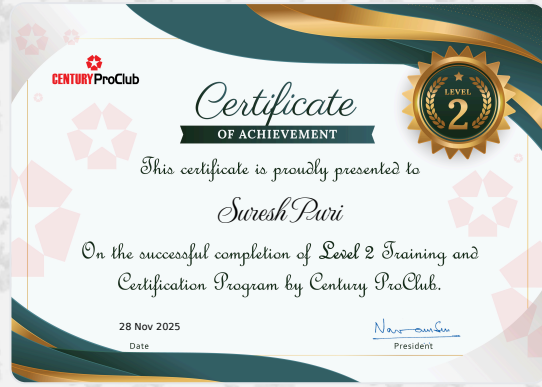 CENTURY ProClub
Certificate
OF ACHIEVEMENT
LEVEL
2
This certificate is proudly presented to
Suresh Puri
On the successful completion of Level 2 Training and
Certification Program by Century ProClub.
28 Nov 2025
Date
President